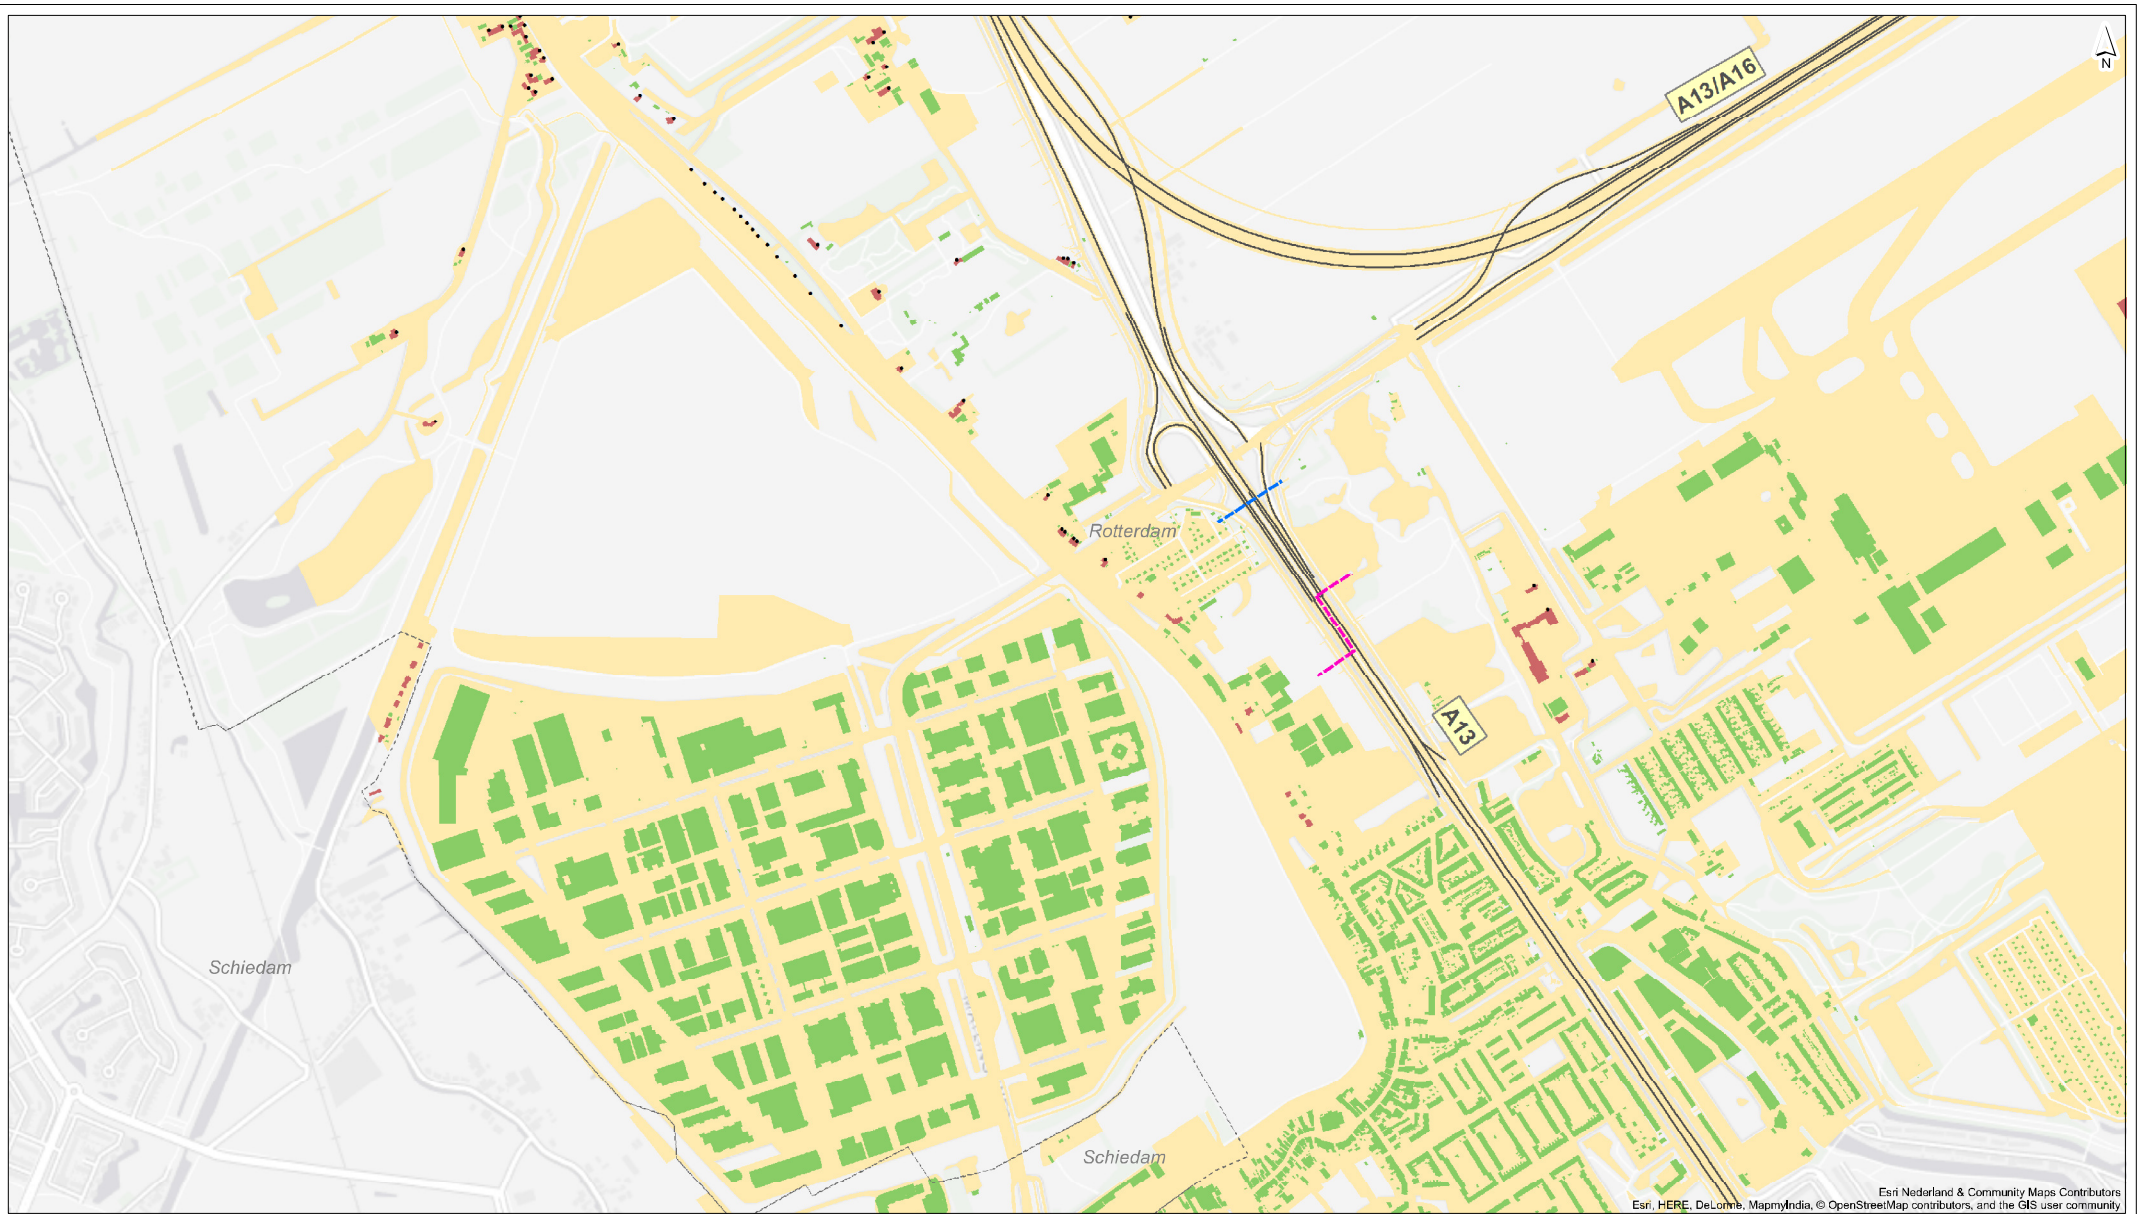 N
A13/A16
Rotterdam
A13
Schiedam
Schiedam
Esri Nederland & Community Maps Contributors
Esri, HERE, DeLorme, MapmyIndia, © OpenStreetMap contributors, and the GIS user community